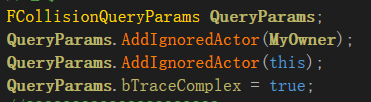 FCollisionQueryParams QueryParams;
QueryParams.AddIgnoredActor(MyOwner);
QueryParams.AddIgnoredActor(this);
QueryParams.bTraceComplex = true;